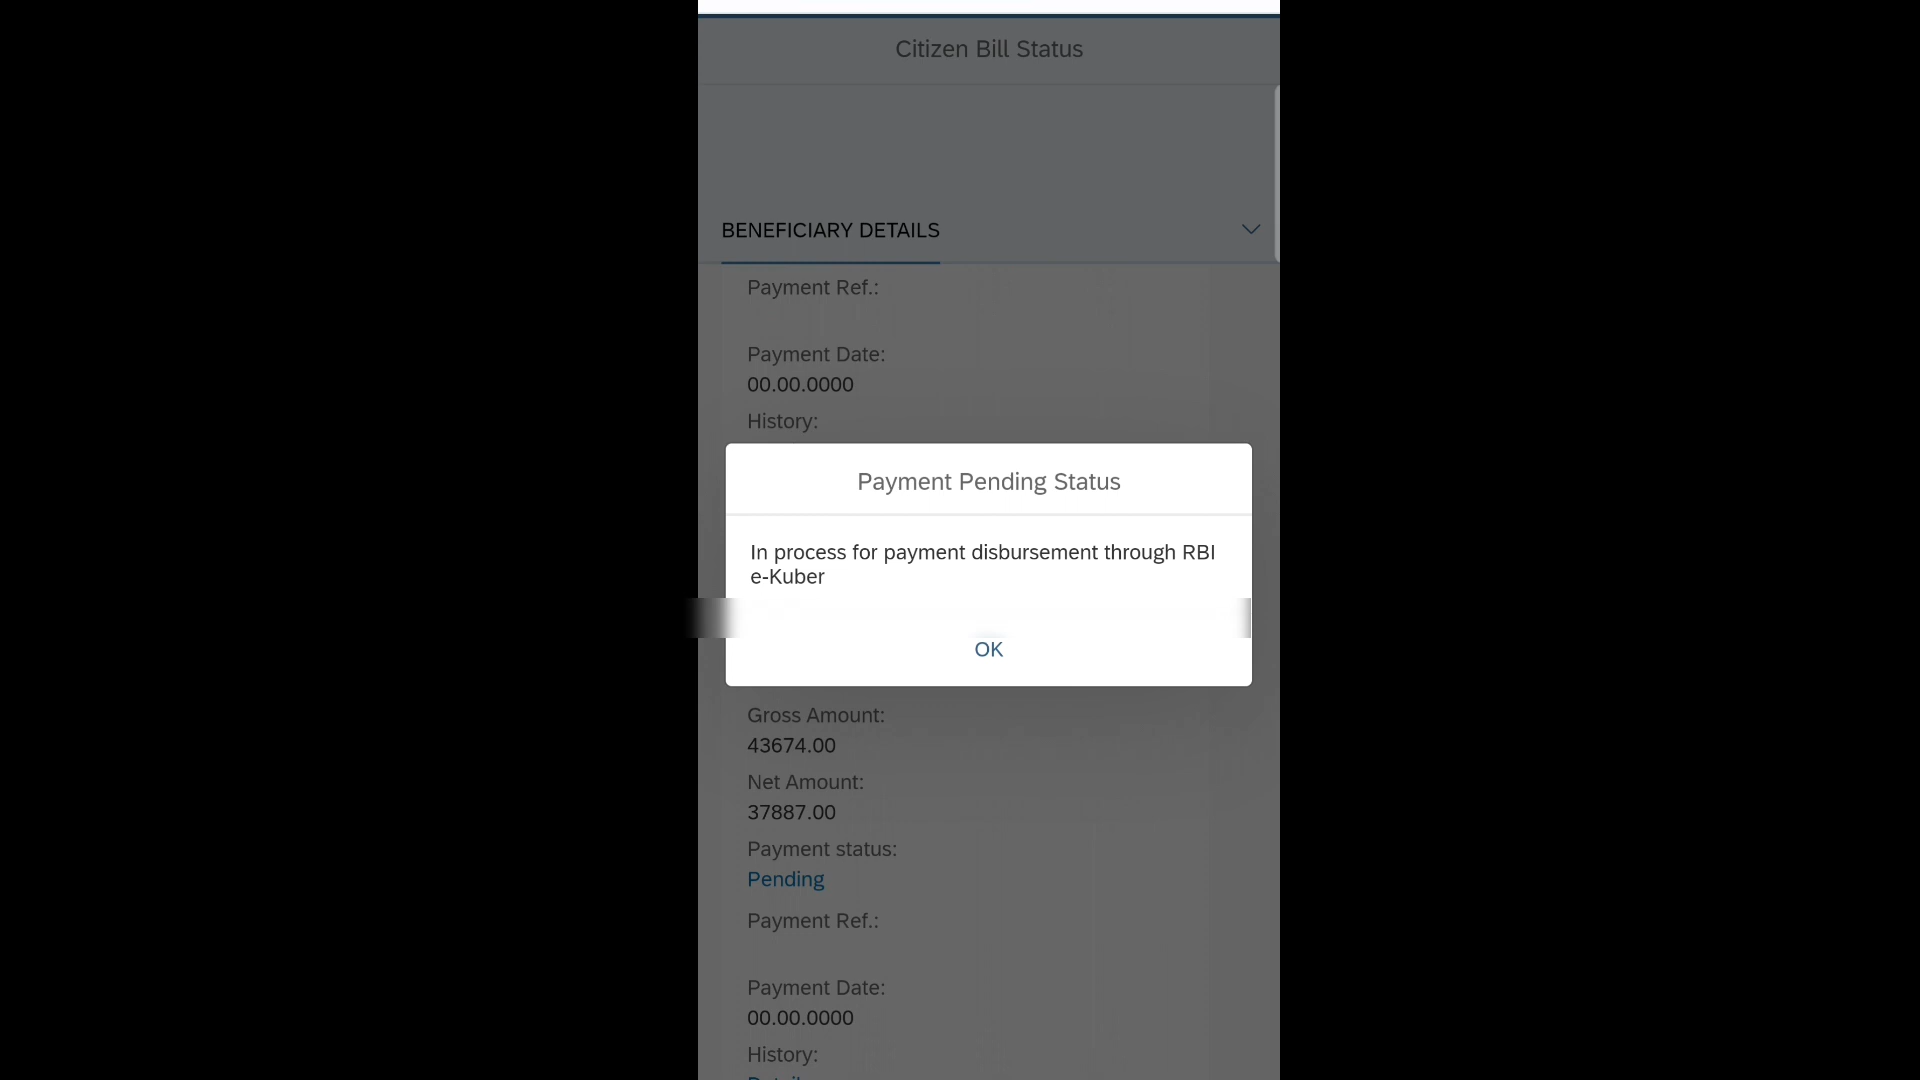 Citizen Bill Status
BENEFICIARY DETAILS
Payment Ref.:
Payment Date:
00.00.0000
History:
Payment Pending Status
In process for payment disbursement through RBI
e-Kuber
OK
Gross Amount:
43674.00
Net Amount:
37887.00
Payment status:
Pending
Payment Ref.:
Payment Date:
00.00.0000
History: